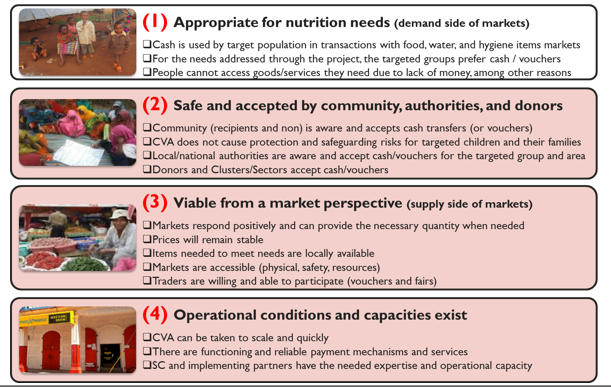 (1) Appropriate for nutrition needs (demand side of markets)
❑Cash is used by target population in transactions with food, water, and hygiene items markets
❑For the needs addressed through the project, the targeted groups prefer cash / vouchers
❑People cannot access goods/services they need due to lack of money, among other reasons
(2) Safe and accepted by community, authorities, and donors
❑Community (recipients and non) is aware and accepts cash transfers (or vouchers)
❑CVA does not cause protection and safeguarding risks for targeted children and their families
❑Local/national authorities are aware and accept cash/vouchers for the targeted group and area
❑Donors and Clusters/Sectors accept cash/vouchers
(3) Viable from a market perspective (supply side of markets)
❑Markets respond positively and can provide the necessary quantity when needed
❑Prices will remain stable
❑Items needed to meet needs are locally available
❑Markets are accessible (physical, safety, resources)
❑Traders are willing and able to participate (vouchers and fairs)
(4) Operational conditions and capacities exist
❑CVA can be taken to scale and quickly
❑There are functioning and reliable payment mechanisms and services
❑SC and implementing partners have the needed expertise and operational capacity